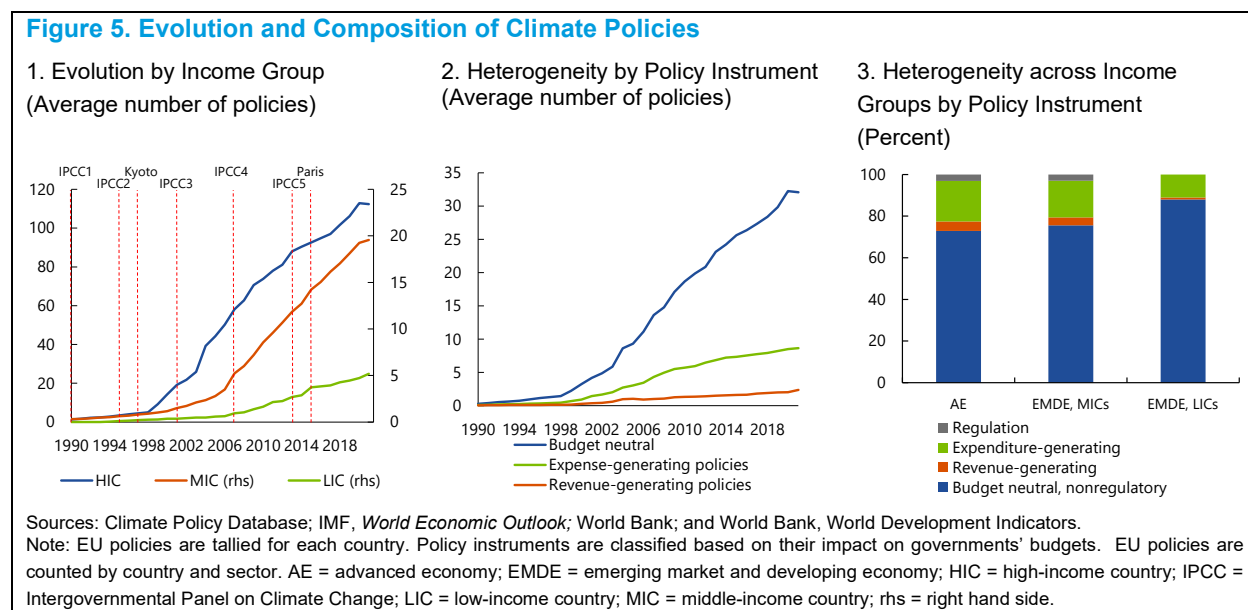 Figure 5. Evolution and Composition of Climate Policies
1. Evolution by Income Group
(Average number of policies)
IPCC1
IPCC2
Kyoto
IPCC3
IPCC4
IPCC5
Paris
120
100
80
60
40
20
0
25
20
15
10
5
0
1990 1994 1998 2002 2006 2010 2014 2018
HIC MIC (rhs) LIC (rhs)
2. Heterogeneity by Policy Instrument
(Average number of policies)
35
30
25
20
15
10
5
0
1990 1994 1998 2002 2006 2010 2014 2018
Budget neutral
Expense-generating policies
Revenue-generating policies
3. Heterogeneity across Income
Groups by Policy Instrument
(Percent)
100
80
60
40
20
0
AE EMDE, MICs EMDE, LICs
Regulation
Expenditure-generating
Revenue-generating
Budget neutral, nonregulatory
Sources: Climate Policy Database; IMF, World Economic Outlook; World Bank; and World Bank, World Development Indicators.
Note: EU policies are tallied for each country. Policy instruments are classified based on their impact on governments' budgets. EU policies are
counted by country and sector. AE = advanced economy; EMDE = emerging market and developing economy; HIC = high-income country; IPCC =
Intergovernmental Panel on Climate Change; LIC = low-income country; MIC = middle-income country; rhs = right hand side.